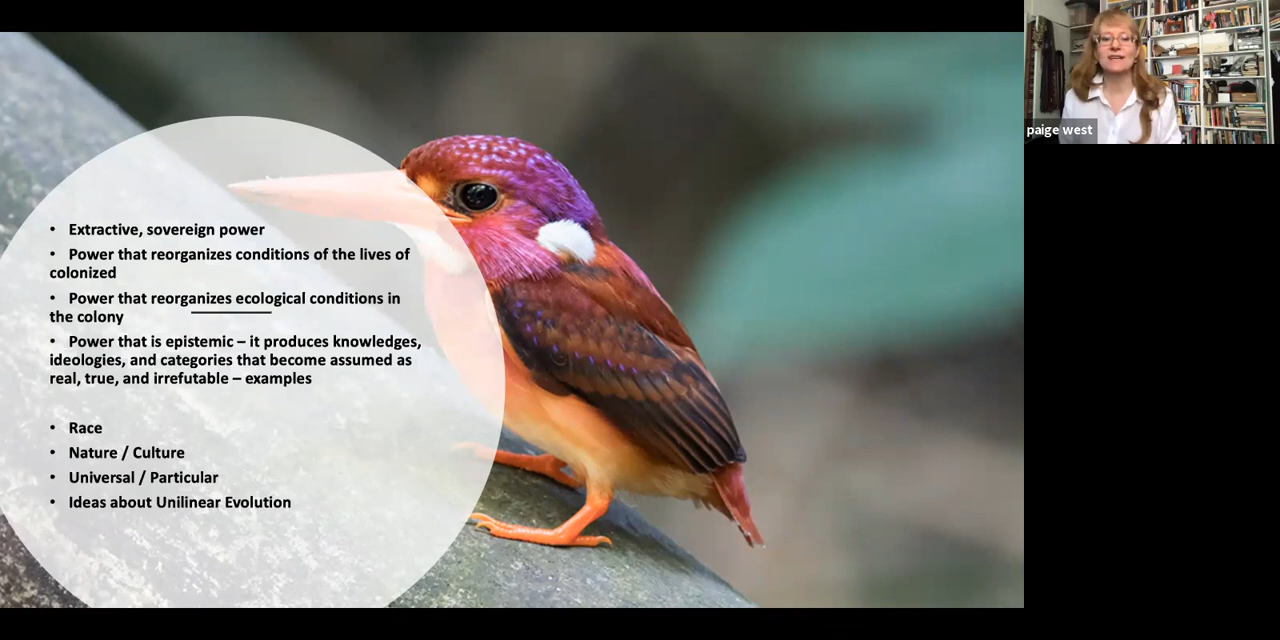 • Extractive, sovereign power
• Power that reorganizes conditions of the lives of
colonized
• Power that reorganizes ecological conditions in
the colony
• Power that is epistemic – it produces knowledges,
ideologies, and categories that become assumed as
real, true, and irrefutable – examples
• Race
• Nature / Culture
• Universal / Particular
• Ideas about Unilinear Evolution
paige west